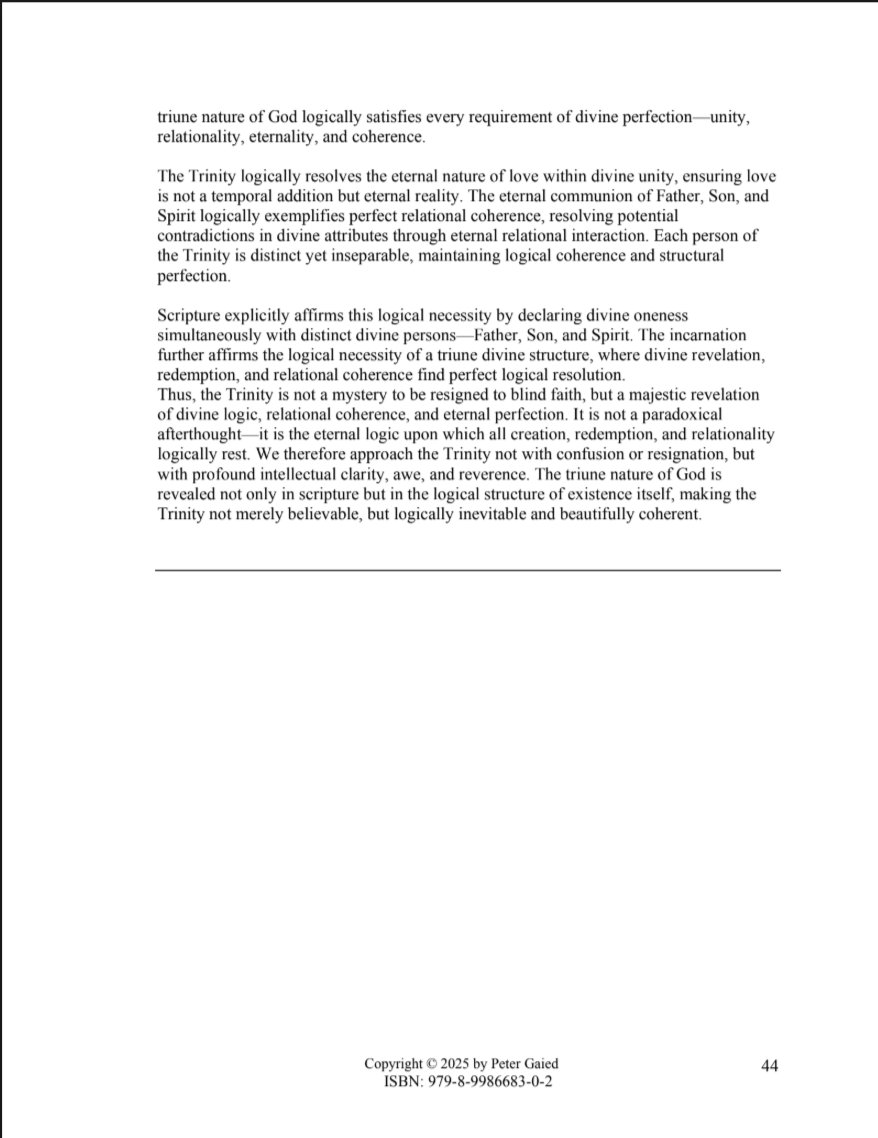 triune nature of God logically satisfies every requirement of divine perfection—unity,
relationality, eternality, and coherence.
The Trinity logically resolves the eternal nature of love within divine unity, ensuring love
is not a temporal addition but eternal reality. The eternal communion of Father, Son, and
Spirit logically exemplifies perfect relational coherence, resolving potential
contradictions in divine attributes through eternal relational interaction. Each person of
the Trinity is distinct yet inseparable, maintaining logical coherence and structural
perfection.
Scripture explicitly affirms this logical necessity by declaring divine oneness
simultaneously with distinct divine persons—Father, Son, and Spirit. The incarnation
further affirms the logical necessity of a triune divine structure, where divine revelation,
redemption, and relational coherence find perfect logical resolution.
Thus, the Trinity is not a mystery to be resigned to blind faith, but a majestic revelation
of divine logic, relational coherence, and eternal perfection. It is not a paradoxical
afterthought—it is the eternal logic upon which all creation, redemption, and relationality
logically rest. We therefore approach the Trinity not with confusion or resignation, but
with profound intellectual clarity, awe, and reverence. The triune nature of God is
revealed not only in scripture but in the logical structure of existence itself, making the
Trinity not merely believable, but logically inevitable and beautifully coherent.
Copyright © 2025 by Peter Gaied
ISBN: 979-8-9986683-0-2
44